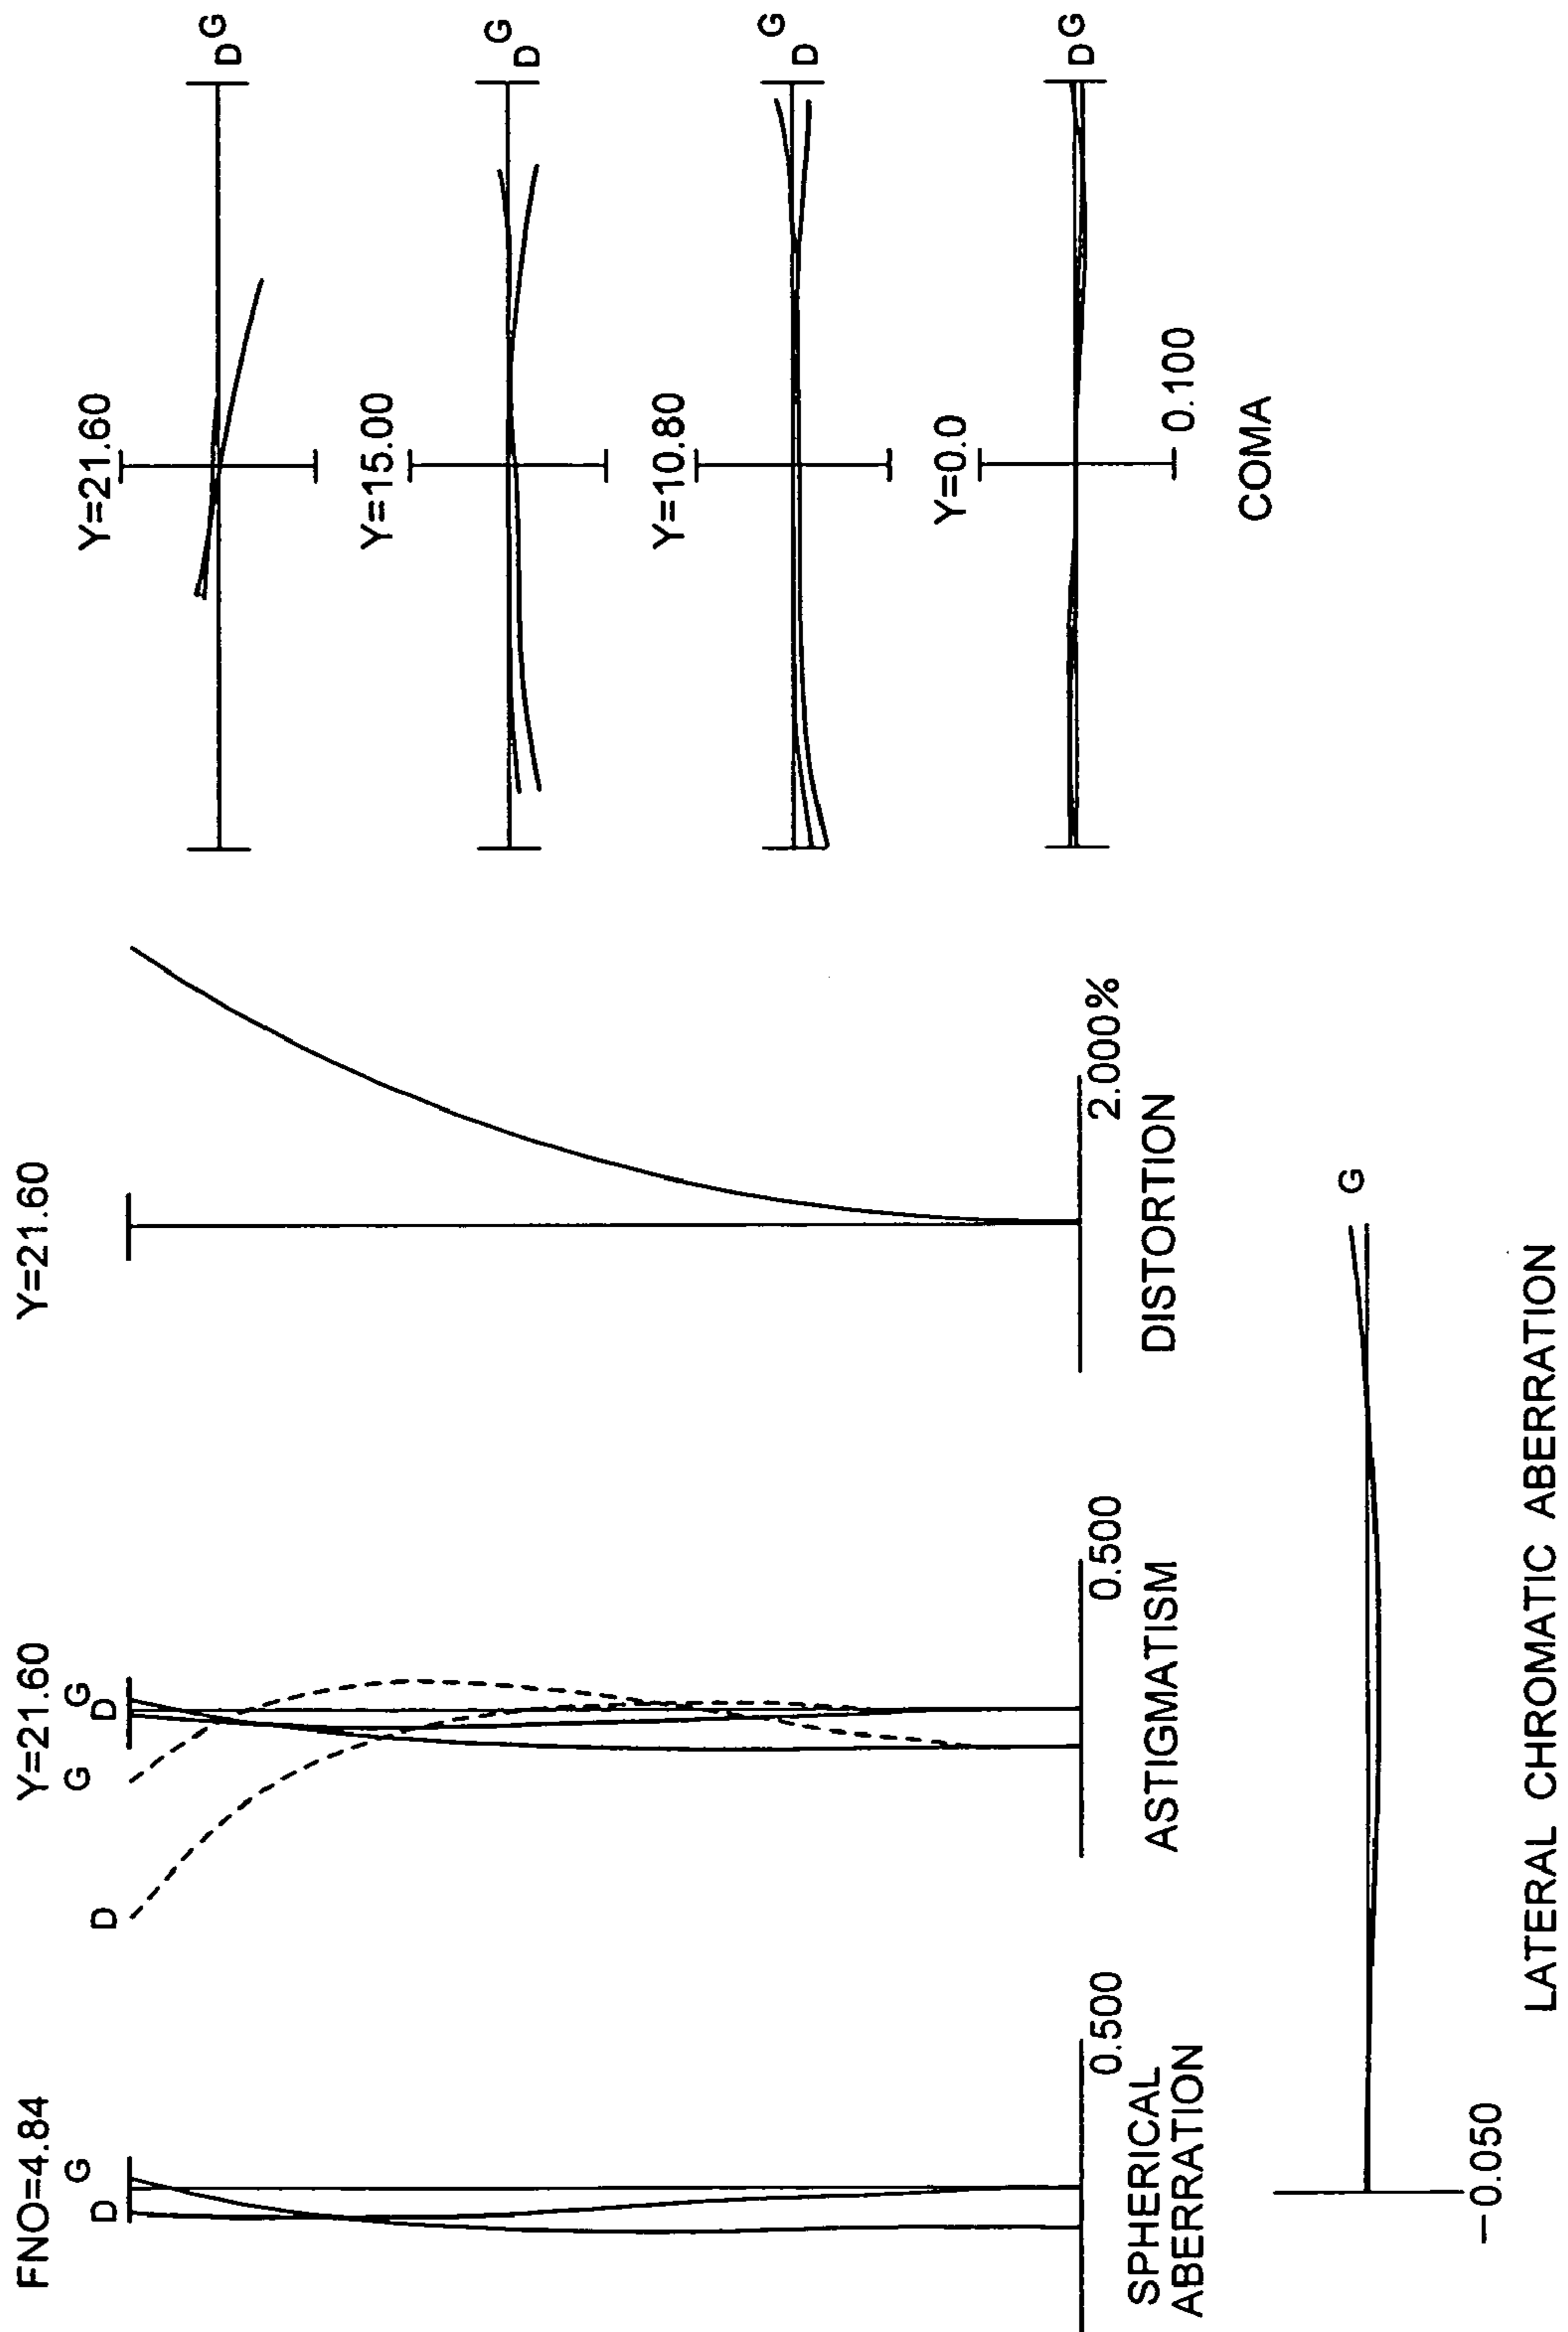 FNO=4.84
D
G
0.500
SPHERICAL
ABERRATION
Y=21.60
D
G
D
G
0.500
ASTIGMATISM
Y=21.60
2.000%
DISTORTION
Y=21.60
D
G
Y=15.00
D
G
Y=10.80
D
G
Y=0.0
D
G
0.100
COMA
G
−0.050
LATERAL CHROMATIC ABERRATION